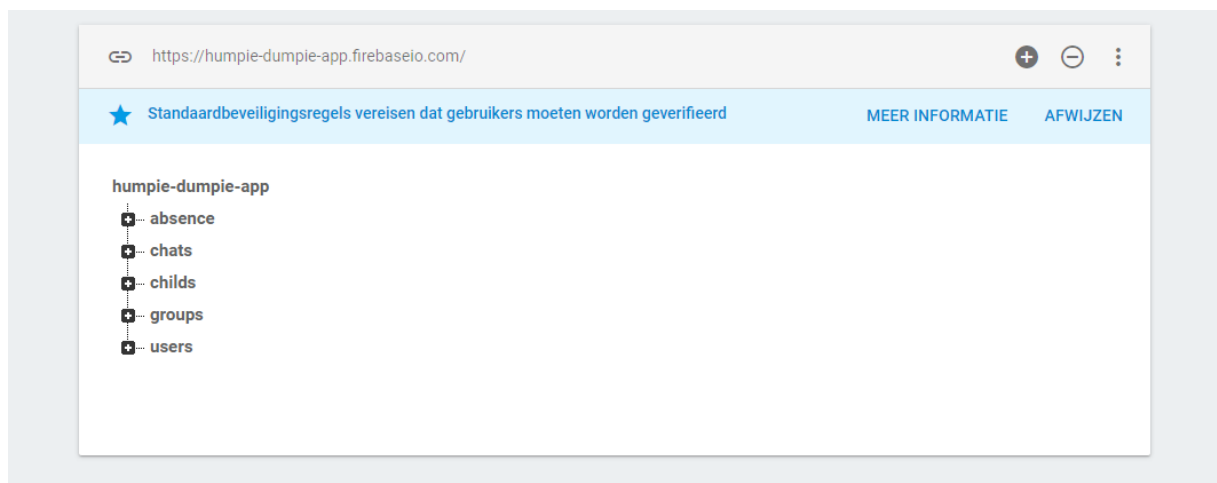 https://humpie-dumpie-app.firebaseio.com/
Standaardbeveiligingsregels vereisen dat gebruikers moeten worden geverifieerd MEER INFORMATIE AFWIJZEN
humpie-dumpie-app
absence
chats
childs
groups
users